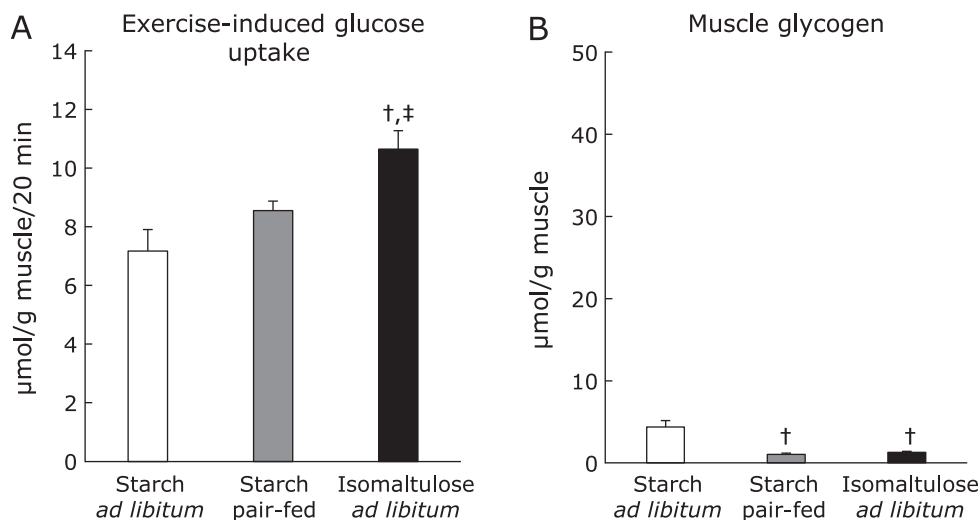 A
Exercise-induced glucose
uptake
μmol/g muscle/20 min
14
12
10
8
6
4
2
0
†,‡
Starch
ad libitum
Starch
pair-fed
Isomaltulose
ad libitum
B
Muscle glycogen
μmol/g muscle
50
40
30
20
10
0
†
†
Starch
ad libitum
Starch
pair-fed
Isomaltulose
ad libitum